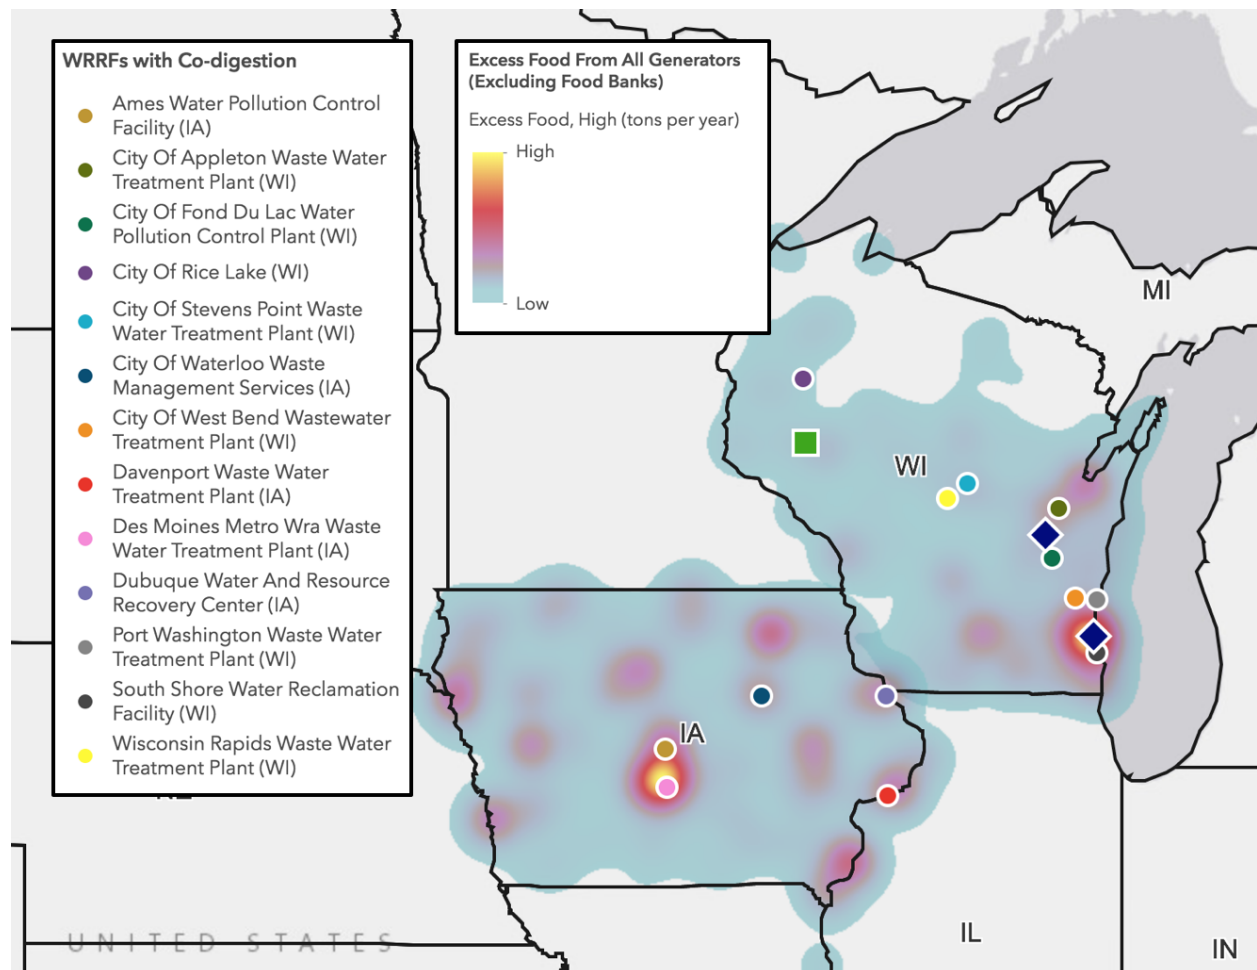 WRRFs with Co-digestion
Ames Water Pollution Control
Facility (IA)
City Of Appleton Waste Water
Treatment Plant (WI)
City Of Fond Du Lac Water
Pollution Control Plant (WI)
City Of Rice Lake (WI)
City Of Stevens Point Waste
Water Treatment Plant (WI)
City Of Waterloo Waste
Management Services (IA)
City Of West Bend Wastewater
Treatment Plant (WI)
Davenport Waste Water
Treatment Plant (IA)
Des Moines Metro Wra Waste
Water Treatment Plant (IA)
Dubuque Water And Resource
Recovery Center (IA)
Port Washington Waste Water
Treatment Plant (WI)
South Shore Water Reclamation
Facility (WI)
Wisconsin Rapids Waste Water
Treatment Plant (WI)
Excess Food From All Generators
(Excluding Food Banks)
Excess Food, High (tons per year)
High
Low
MI
WI
IA
IL
IN
UNITED STATES